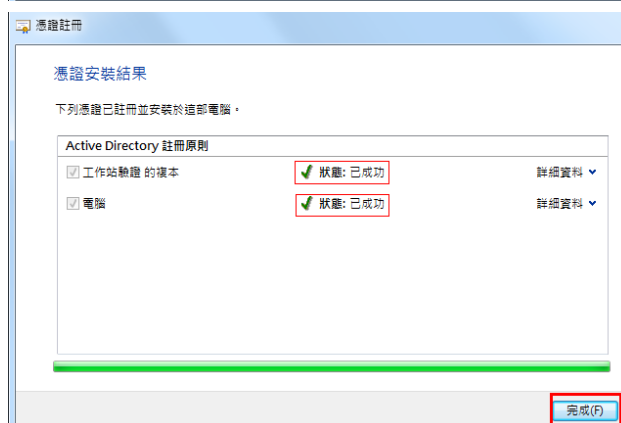 憑證註冊
憑證安裝結果
下列憑證已註冊並安裝於這部電腦。
Active Directory 註冊原則
工作站驗證 的複本 狀態: 已成功 詳細資料
電腦 狀態: 已成功 詳細資料
完成(F)